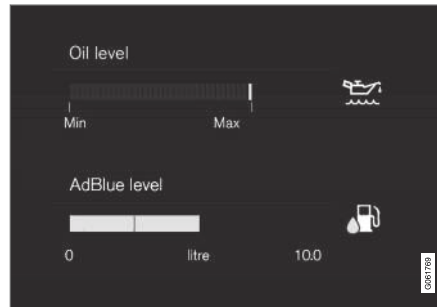 Oil level
Min Max
AdBlue level
0 litre 10.0
G061769